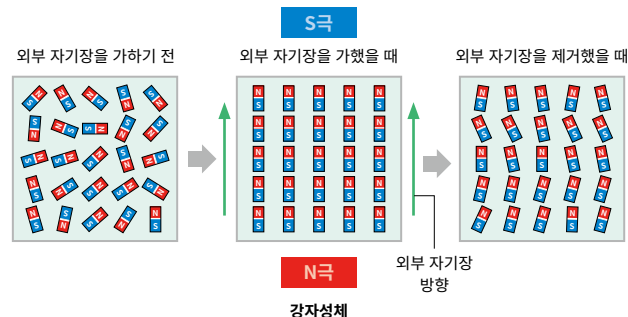 S극
외부 자기장을 가하기 전
외부 자기장을 가했을 때
외부 자기장을 제거했을 때
N극
외부 자기장
방향
강자성체